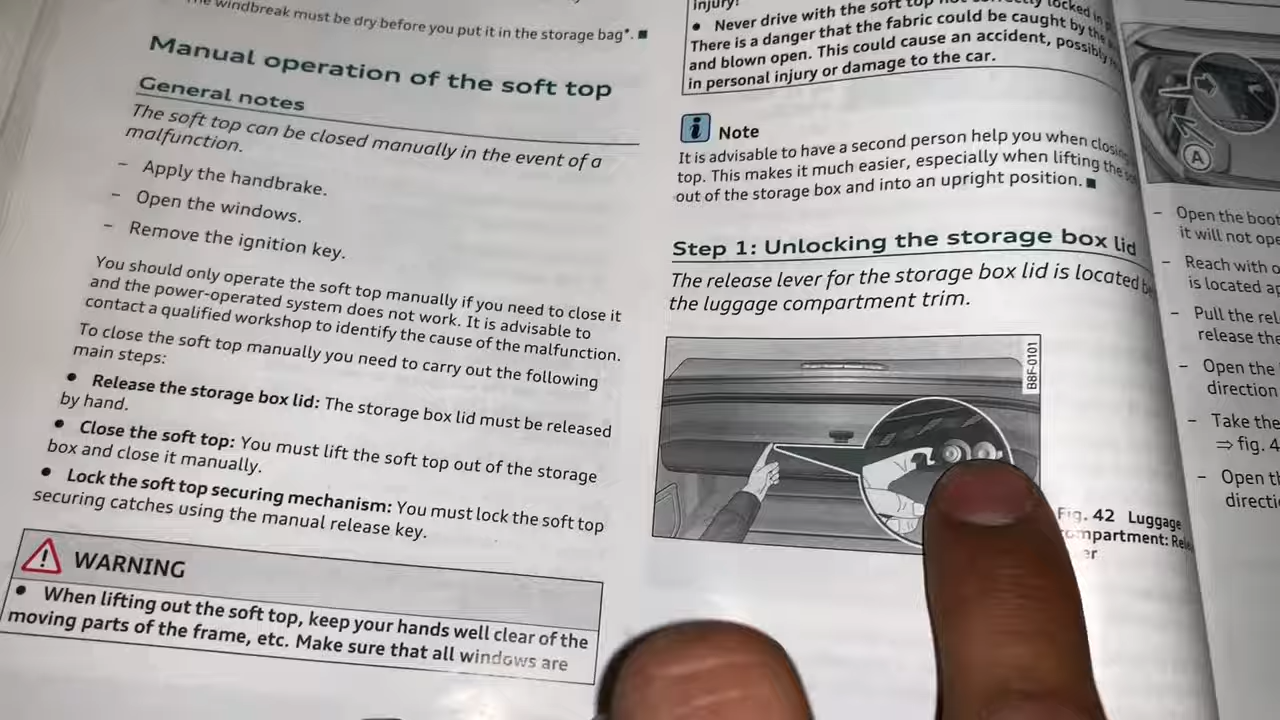 he windbreak must be dry before you put it in the storage bag*. ■
Manual operation of the soft top
General notes
The soft top can be closed manually in the event of a
malfunction.
– Apply the handbrake.
– Open the windows.
– Remove the ignition key.
You should only operate the soft top manually if you need to close it
and the power-operated system does not work. It is advisable to
contact a qualified workshop to identify the cause of the malfunction.
To close the soft top manually you need to carry out the following
main steps:
• Release the storage box lid: The storage box lid must be released
by hand.
• Close the soft top: You must lift the soft top out of the storage
box and close it manually.
• Lock the soft top securing mechanism: You must lock the soft top
securing catches using the manual release key.
WARNING
• When lifting out the soft top, keep your hands well clear of the
moving parts of the frame, etc. Make sure that all windows are
injury!
• Never drive with the soft top not locked in
There is a danger that the fabric could be caught by the
and blown open. This could cause an accident, possibly
in personal injury or damage to the car.
i Note
It is advisable to have a second person help you when closing
top. This makes it much easier, especially when lifting the
out of the storage box and into an upright position. ■
Step 1: Unlocking the storage box lid
The release lever for the storage box lid is located
the luggage compartment trim.
B8F-0101
Fig. 42 Luggage
ompartment: Rele
er
A
– Open the boot
it will not ope
– Reach with o
is located
– Pull the rel
release the
– Open the
direction
– Take the
⇒ fig. 4
– Open th
directi